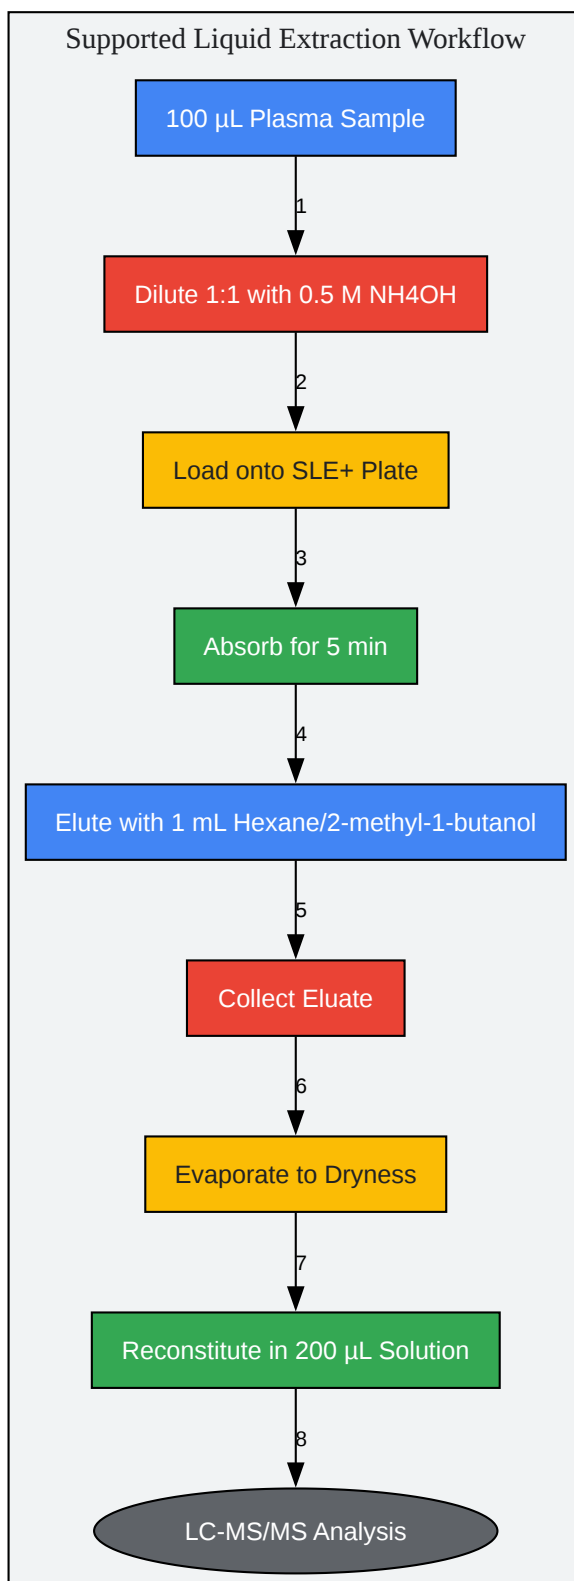 Supported Liquid Extraction Workflow
100 µL Plasma Sample
1
Dilute 1:1 with 0.5 M NH4OH
2
Load onto SLE+ Plate
3
Absorb for 5 min
4
Elute with 1 mL Hexane/2-methyl-1-butanol
5
Collect Eluate
6
Evaporate to Dryness
7
Reconstitute in 200 µL Solution
8
LC-MS/MS Analysis